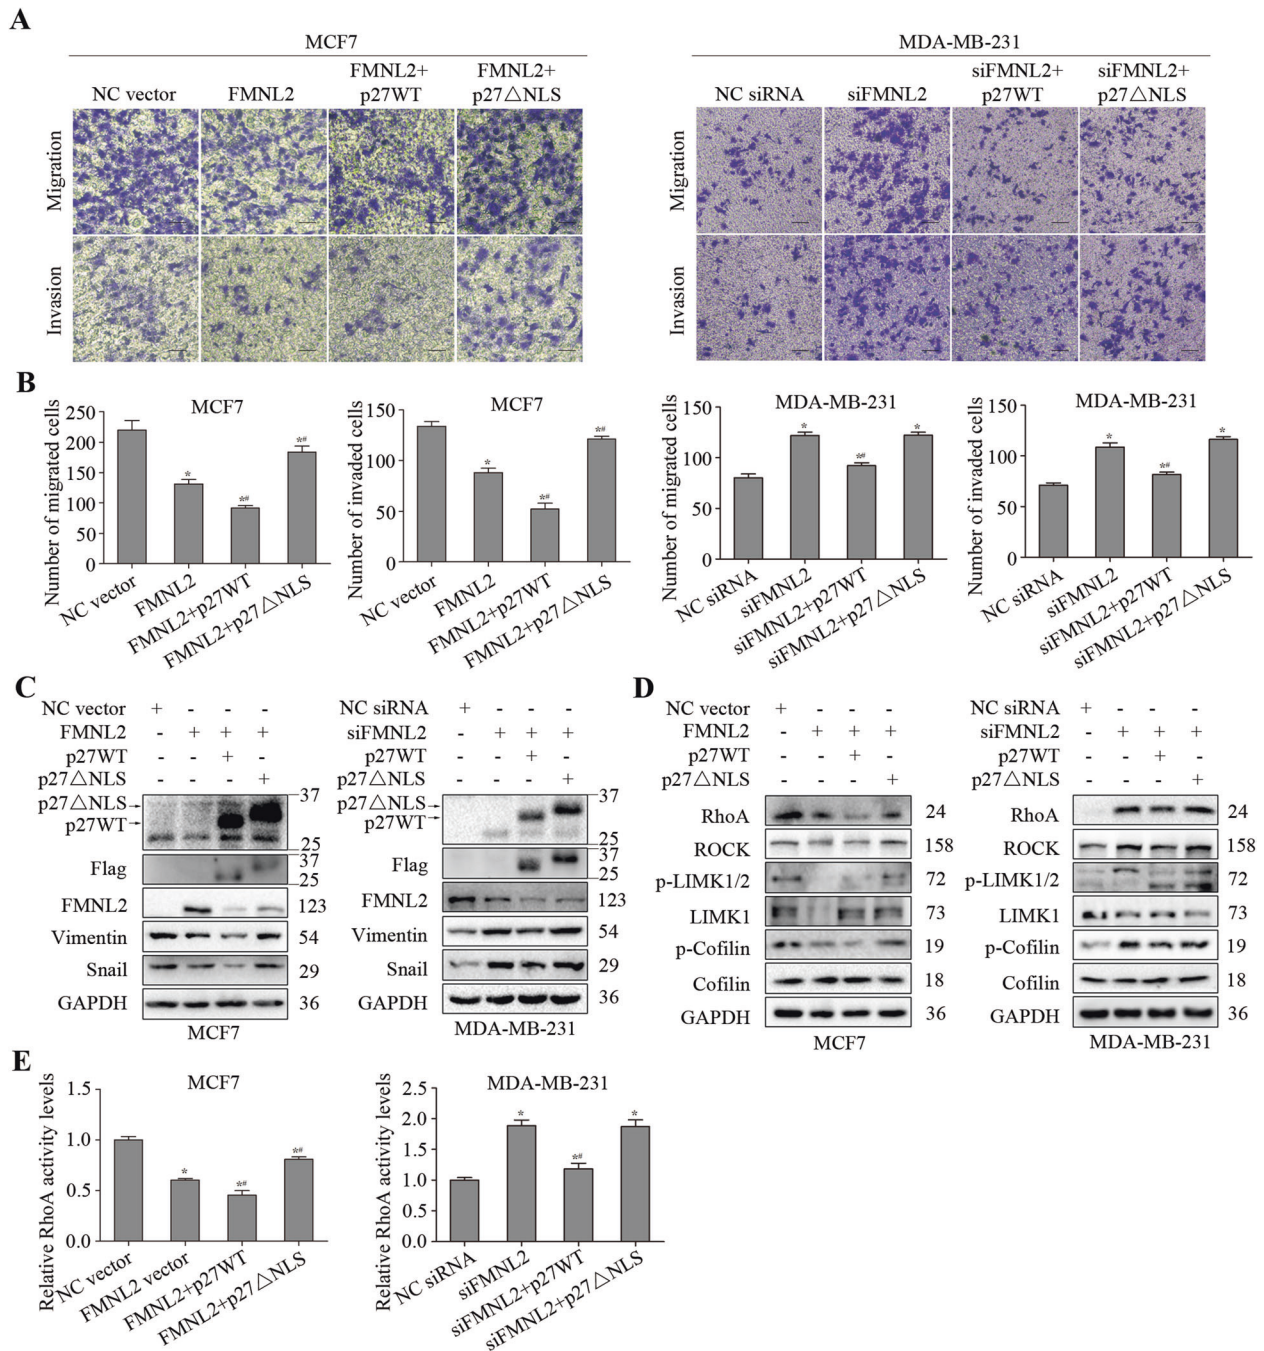 A
MCF7
NC vector FMNL2 FMNL2+ p27WT FMNL2+ p27△NLS
Migration
Invasion
MDA-MB-231
NC siRNA siFMNL2 siFMNL2+ p27WT siFMNL2+ p27△NLS
Migration
Invasion
B
MCF7
Number of migrated cells
250
200
150
100
50
0
* *# *#
NC vector FMNL2 FMNL2+p27WT FMNL2+p27△NLS
MCF7
Number of invaded cells
150
100
50
0
* *# *#
NC vector FMNL2 FMNL2+p27WT FMNL2+p27△NLS
MDA-MB-231
Number of migrated cells
150
100
50
0
* *# *
NC siRNA siFMNL2 siFMNL2+p27WT siFMNL2+p27△NLS
MDA-MB-231
Number of invaded cells
150
100
50
0
* *# *
NC siRNA siFMNL2 siFMNL2+p27WT siFMNL2+p27△NLS
C
NC vector + - - -
FMNL2 - + + +
p27WT - - + -
p27△NLS - - - +
p27△NLS 37
p27WT 25
Flag 37
25
FMNL2 123
Vimentin 54
Snail 29
GAPDH 36
MCF7
NC siRNA + - - -
siFMNL2 - + + +
p27WT - - + -
p27△NLS - - - +
p27△NLS 37
p27WT 25
Flag 37
25
FMNL2 123
Vimentin 54
Snail 29
GAPDH 36
MDA-MB-231
D
NC vector + - - -
FMNL2 - + + +
p27WT - - + -
p27△NLS - - - +
RhoA 24
ROCK 158
p-LIMK1/2 72
LIMK1 73
p-Cofilin 19
Cofilin 18
GAPDH 36
MCF7
NC siRNA + - - -
siFMNL2 - + + +
p27WT - - + -
p27△NLS - - - +
RhoA 24
ROCK 158
p-LIMK1/2 72
LIMK1 73
p-Cofilin 19
Cofilin 18
GAPDH 36
MDA-MB-231
E
MCF7
Relative RhoA activity levels
1.5
1.0
0.5
0.0
* *# *#
NC vector FMNL2 vector FMNL2+p27WT FMNL2+p27△NLS
MDA-MB-231
Relative RhoA activity levels
2.5
2.0
1.5
1.0
0.5
0.0
* *# *
NC siRNA siFMNL2 siFMNL2+p27WT siFMNL2+p27△NLS